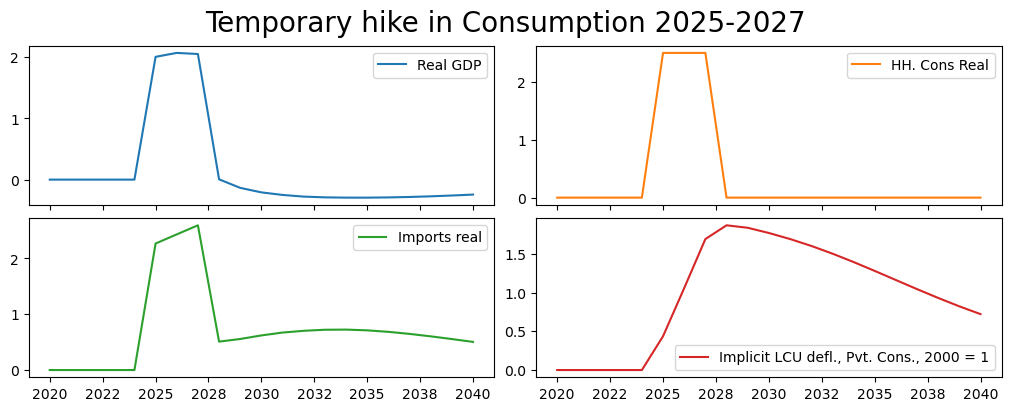 Temporary hike in Consumption 2025-2027
2
1
0
Real GDP
2
1
0
HH. Cons Real
2
1
0
Imports real
2020 2022 2025 2028 2030 2032 2035 2038 2040
1.5
1.0
0.5
0.0
Implicit LCU defl., Pvt. Cons., 2000 = 1
2020 2022 2025 2028 2030 2032 2035 2038 2040